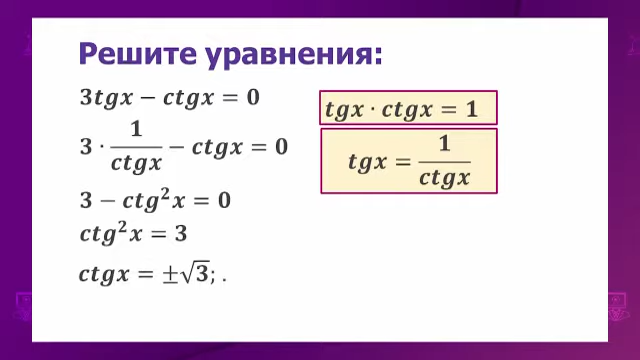 Решите уравнения:
3tgx − ctgx = 0
3 · 1/ctgx − ctgx = 0
3 − ctg²x = 0
ctg²x = 3
ctgx = ±√3; .
tgx · ctgx = 1
tgx = 1/ctgx